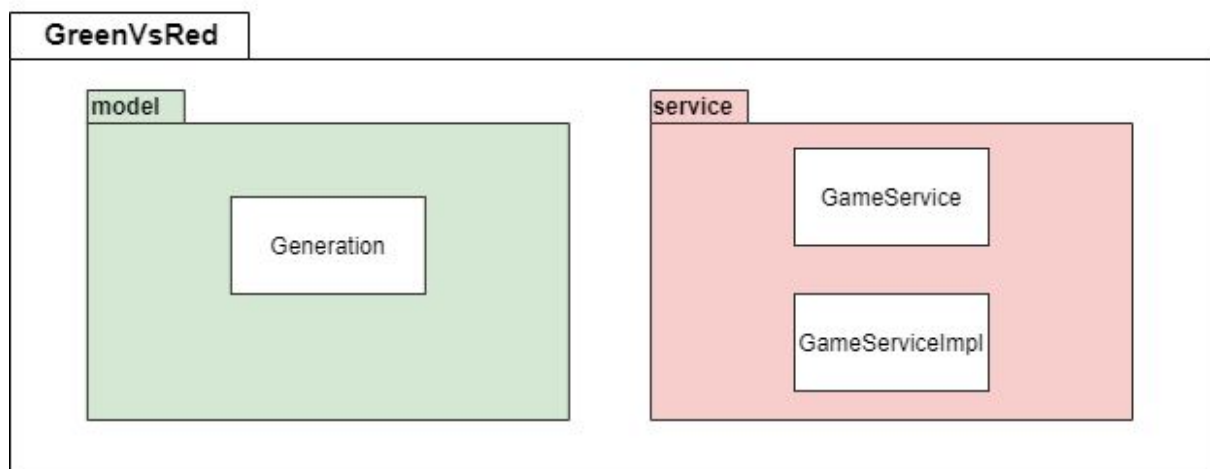 GreenVsRed
model
Generation
service
GameService
GameServiceImpl